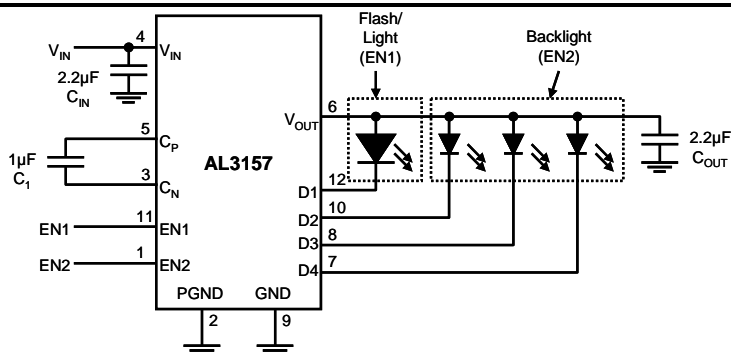 Flash/
Light
(EN1)
Backlight
(EN2)
VIN
4
VIN
2.2µF
CIN
6
VOUT
5
CP
1µF
C1
AL3157
2.2µF
COUT
3
CN
12
D1
10
D2
11
EN1
EN1
8
D3
1
EN2
EN2
7
D4
PGND
GND
2
9